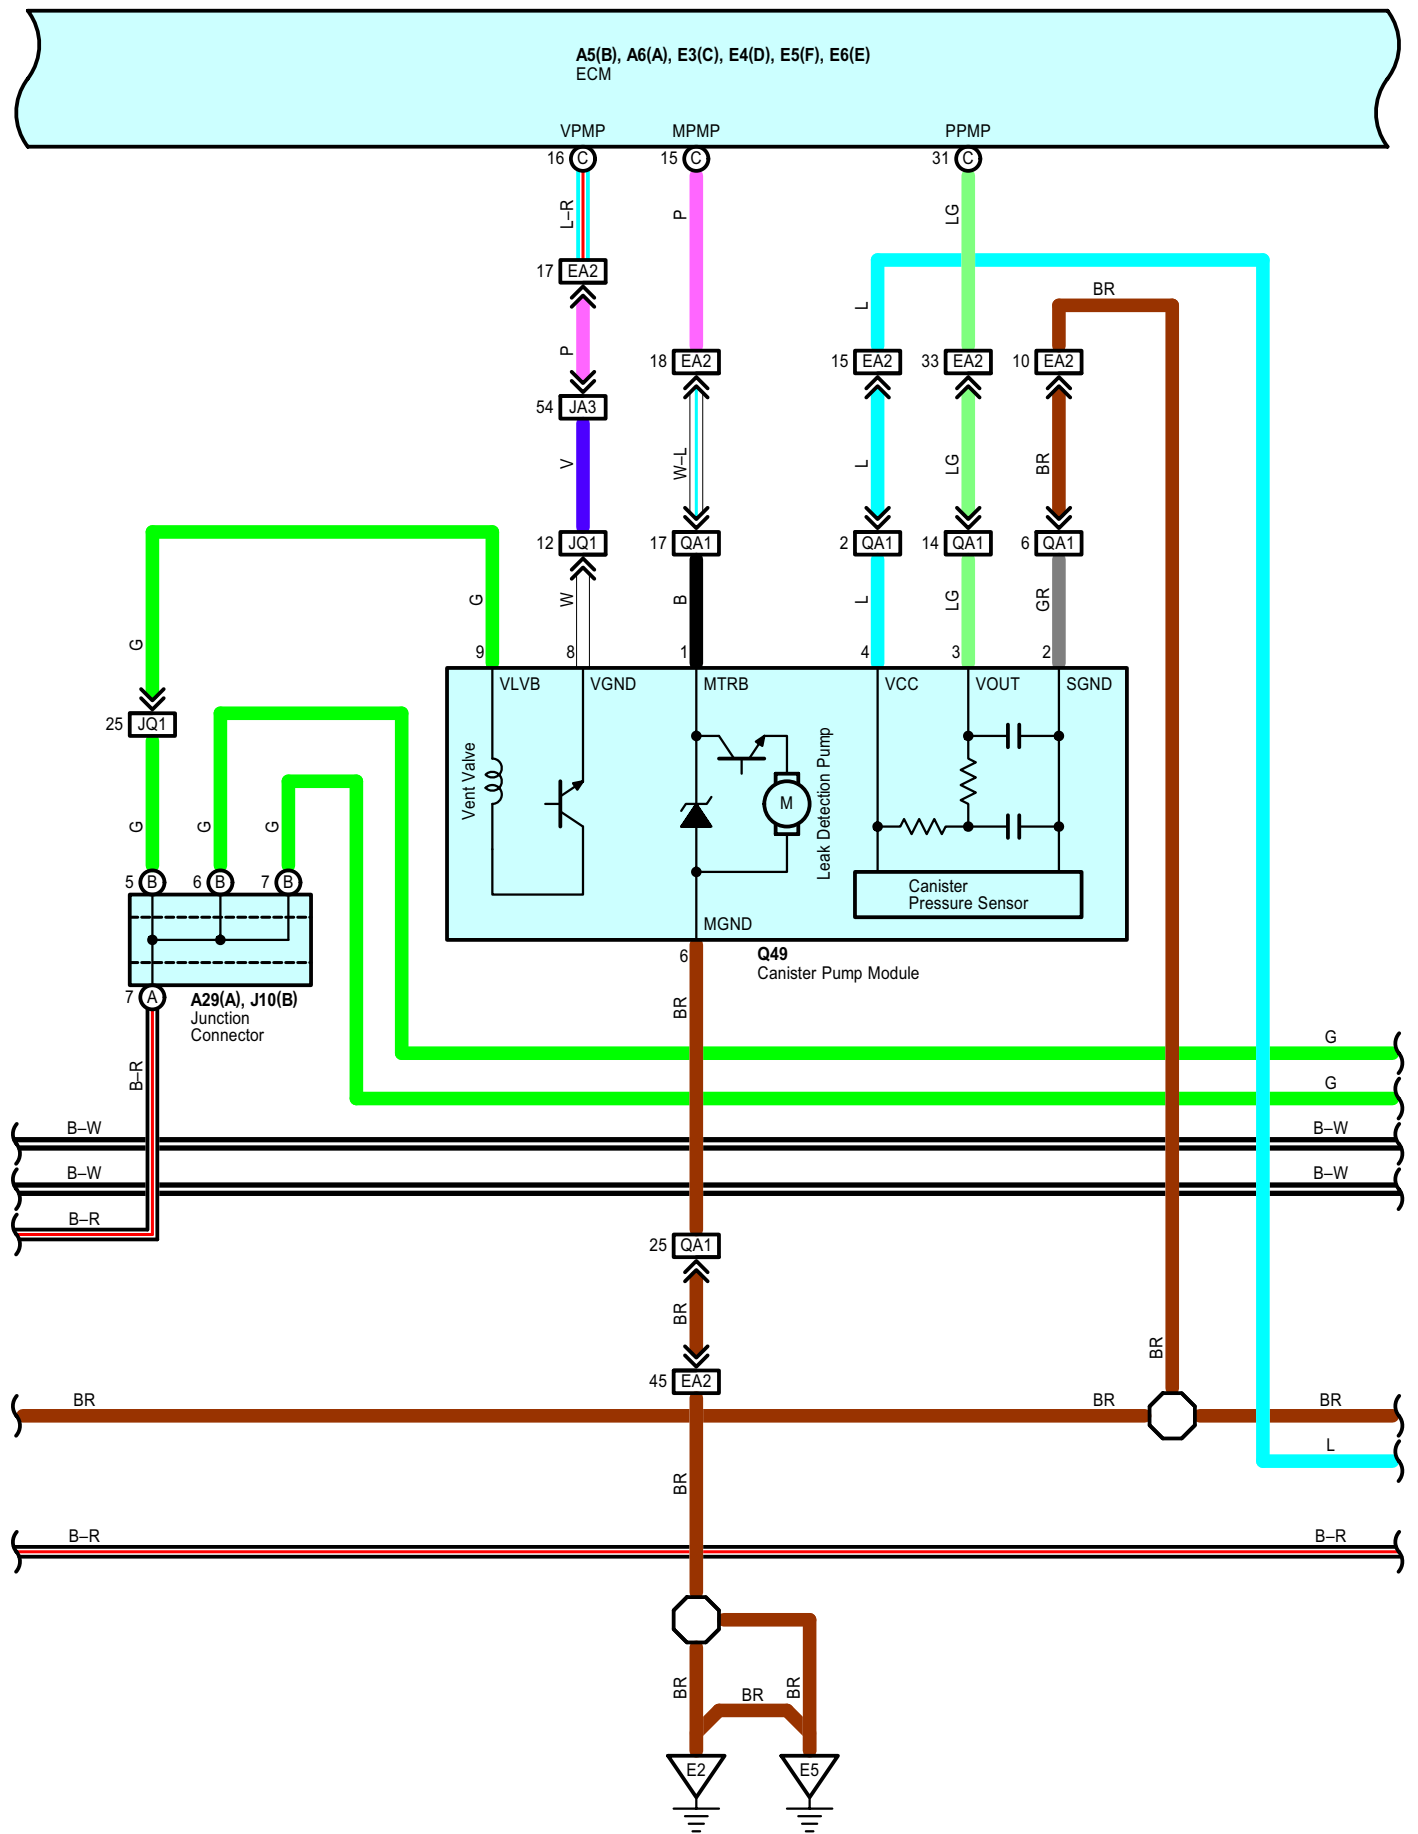 A5(B), A6(A), E3(C), E4(D), E5(F), E6(E)
ECM
VPMP MPMP PPMP
16 C 15 C 31 C
L–R P LG
17 EA2
BR
L
P
18 EA2 15 EA2 33 EA2 10 EA2
54 JA3
V W–L L LG BR
12 JQ1 17 QA1 2 QA1 14 QA1 6 QA1
G G W B L LG GR
9 8 1 4 3 2
VLVB VGND MTRB VCC VOUT SGND
25 JQ1
Vent Valve
M
Leak Detection Pump
G G G
5 B 6 B 7 B
Canister
Pressure Sensor
MGND
6
Q49
Canister Pump Module
7 A
A29(A), J10(B)
Junction
Connector
BR
G
B–R
G
B–W B–W
B–W B–W
B–R
25 QA1
BR
BR
45 EA2
BR BR BR
L
BR
B–R B–R
BR BR BR
E2 E5